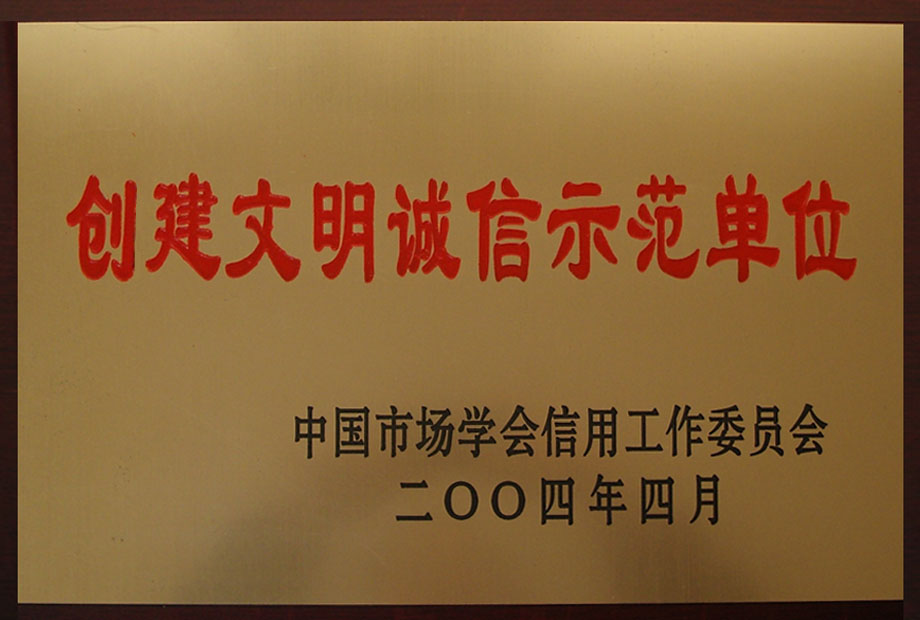 创建文明诚信示范单位
中国市场学会信用工作委员会
二〇〇四年四月